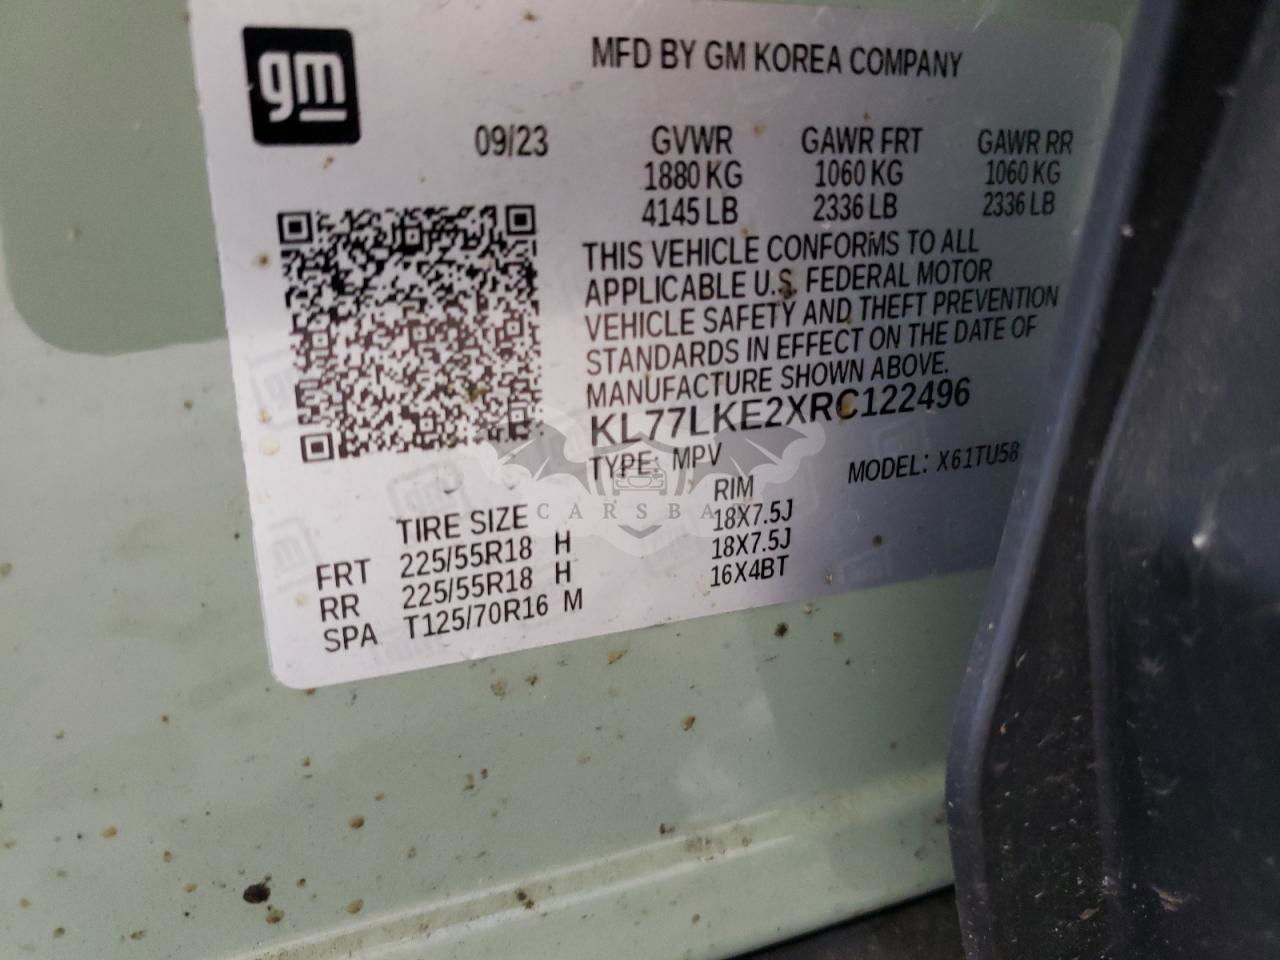 gm
MFD BY GM KOREA COMPANY
09/23 GVWR GAWR FRT GAWR RR
1880 KG 1060 KG 1060 KG
4145 LB 2336 LB 2336 LB
THIS VEHICLE CONFORMS TO ALL
APPLICABLE U.S. FEDERAL MOTOR
VEHICLE SAFETY AND THEFT PREVENTION
STANDARDS IN EFFECT ON THE DATE OF
MANUFACTURE SHOWN ABOVE.
KL77LKE2XRC122496
TYPE: MPV MODEL: X61TU58
TIRE SIZE RIM
FRT 225/55R18 H 18X7.5J
RR 225/55R18 H 18X7.5J
SPA T125/70R16 M 16X4BT